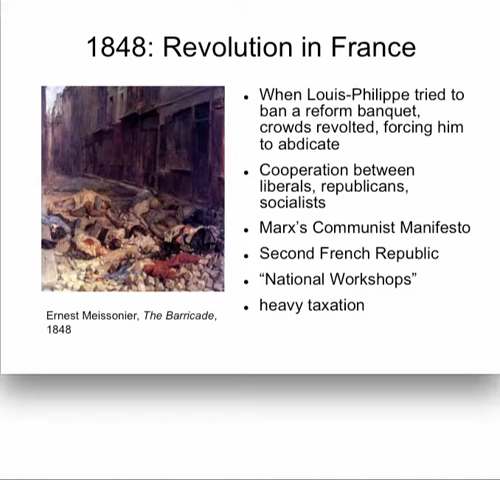 1848: Revolution in France
• When Louis-Philippe tried to
ban a reform banquet,
crowds revolted, forcing him
to abdicate
• Cooperation between
liberals, republicans,
socialists
• Marx’s Communist Manifesto
• Second French Republic
• “National Workshops”
• heavy taxation
Ernest Meissonier, The Barricade,
1848